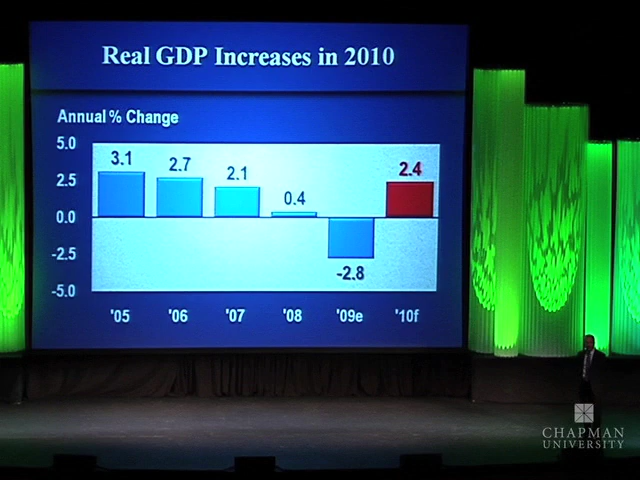 Real GDP Increases in 2010
Annual % Change
5.0
2.5
0.0
-2.5
-5.0
3.1
2.7
2.1
0.4
-2.8
2.4
'05 '06 '07 '08 '09e '10f
CHAPMAN
UNIVERSITY